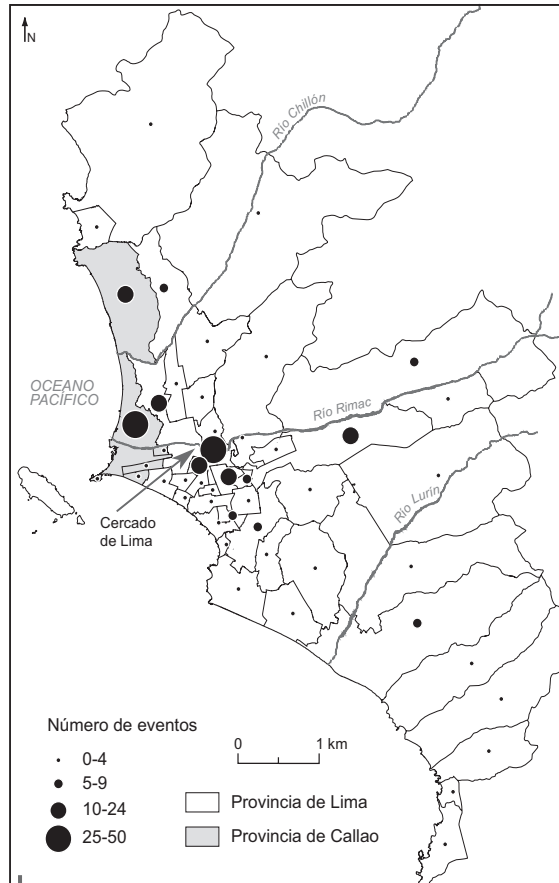 N
Río Chillón
OCEANO
PACÍFICO
Río Rimac
Cercado
de Lima
Río Lurin
Número de eventos
0-4
5-9
10-24
25-50
0 1 km
Provincia de Lima
Provincia de Callao